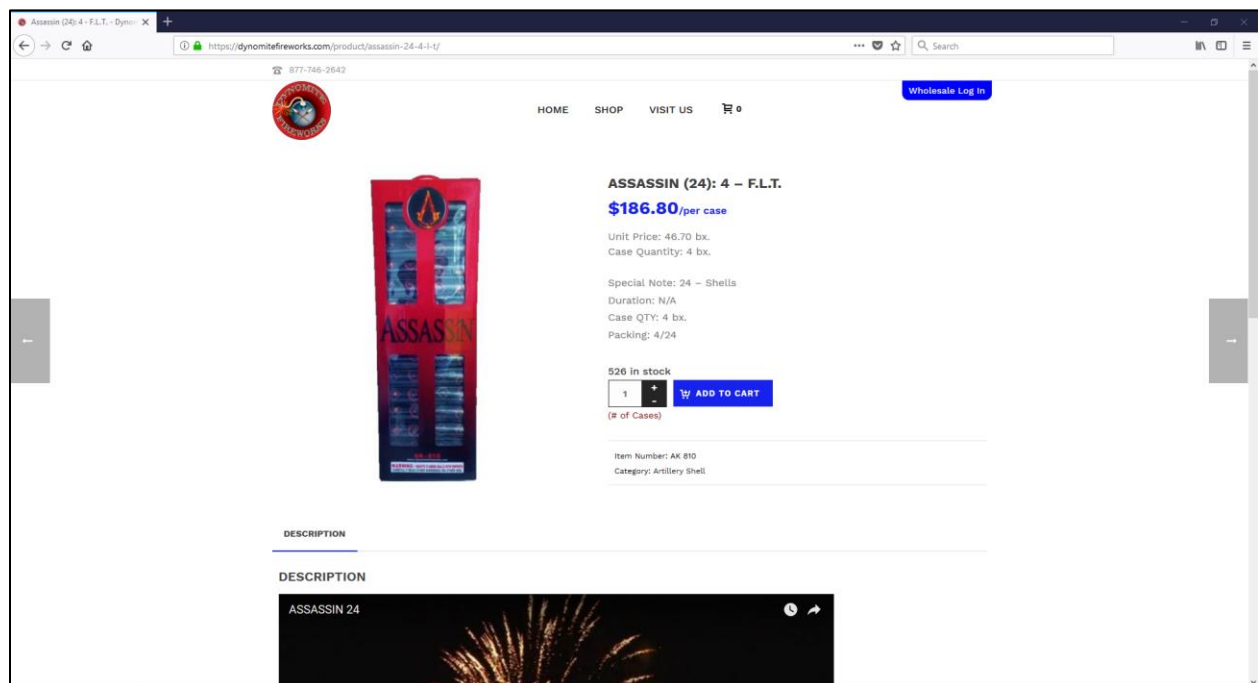 Assassin (24): 4 - F.L.T. - Dyno
https://dynomitefireworks.com/product/assassin-24-4-l-t/
Search
877-746-2642
Wholesale Log In
DYNOMITE
FIREWORKS
HOME SHOP VISIT US 0
ASSASSIN (24): 4 – F.L.T.
$186.80/per case
Unit Price: 46.70 bx.
Case Quantity: 4 bx.
Special Note: 24 – Shells
Duration: N/A
Case QTY: 4 bx.
Packing: 4/24
ASSASSIN
526 in stock
1 + -
ADD TO CART
(# of Cases)
Item Number: AK 810
Category: Artillery Shell
DESCRIPTION
DESCRIPTION
ASSASSIN 24